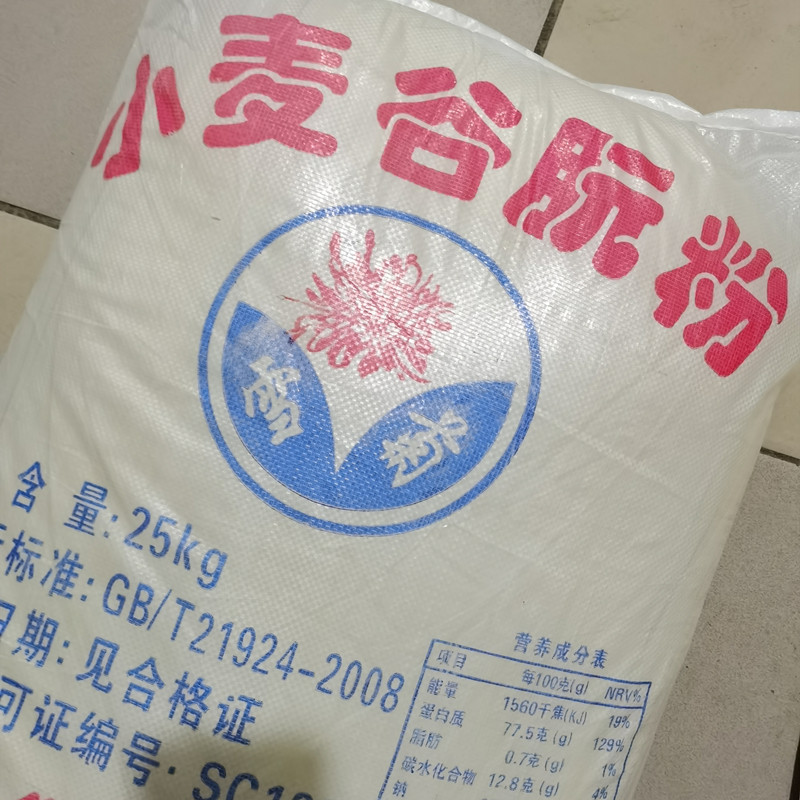 小麦谷朊粉
雪菊
含量:25kg
标准:GB/T21924-2008
日期:见合格证
可证编号:SC1
营养成分表
项目 每100克(g) NRV%
能量 1560千焦(KJ) 19%
蛋白质 77.5克(g) 129%
脂肪 0.7克(g) 1%
碳水化合物 12.8克(g) 4%
钠